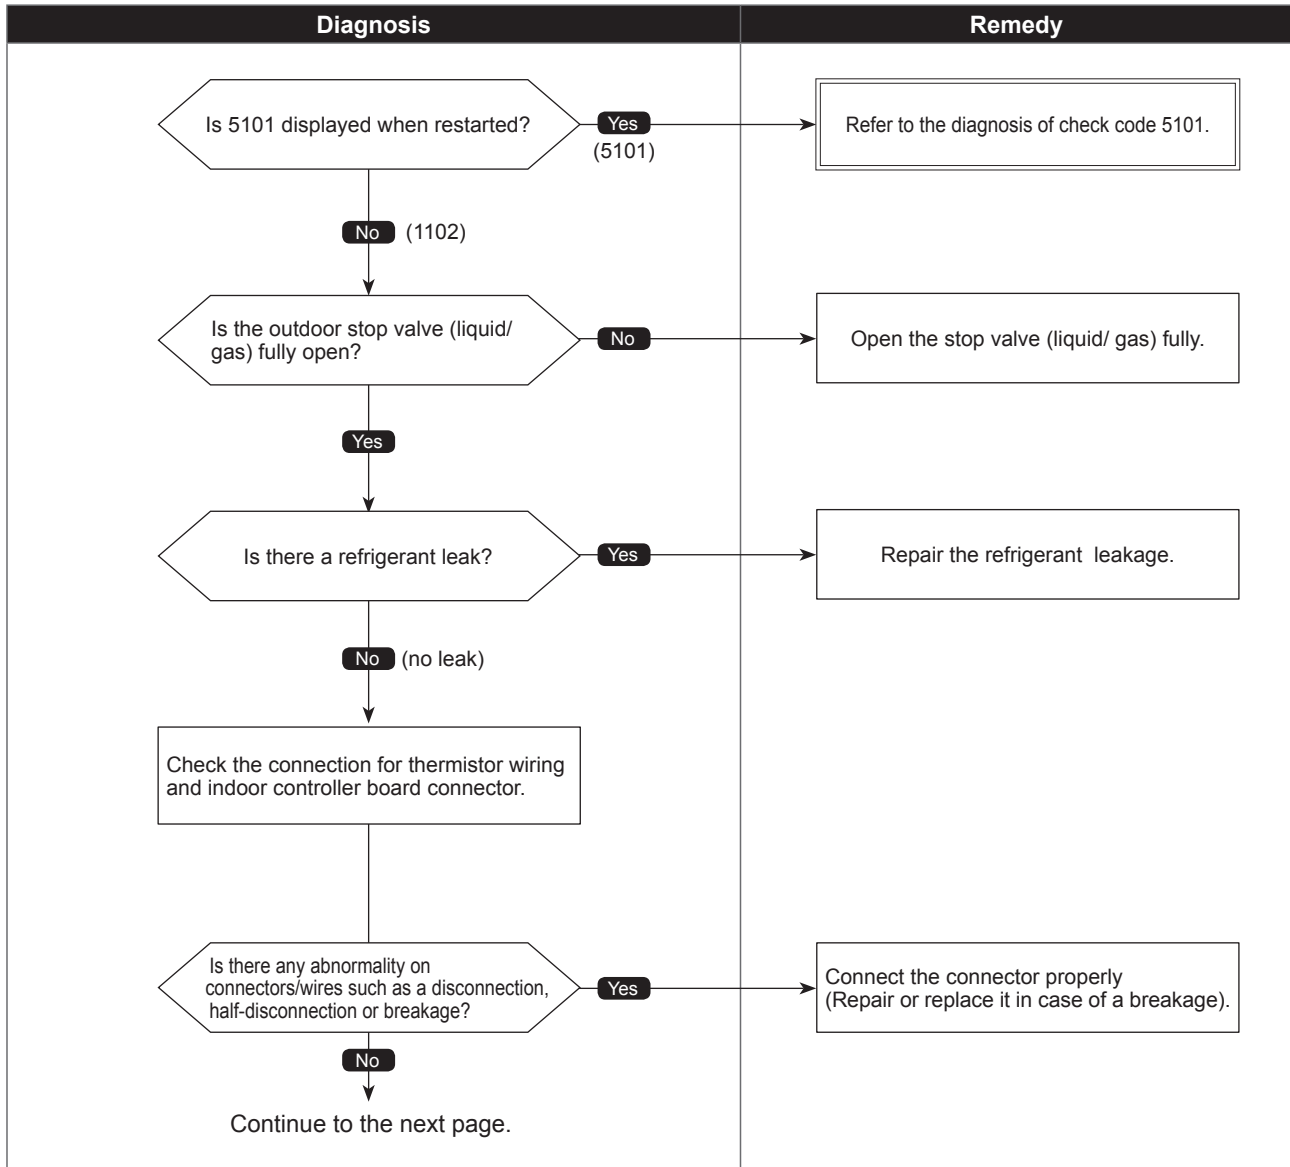 Diagnosis
Remedy
Is 5101 displayed when restarted?
Yes
(5101)
Refer to the diagnosis of check code 5101.
No (1102)
Is the outdoor stop valve (liquid/
gas) fully open?
No
Open the stop valve (liquid/ gas) fully.
Yes
Is there a refrigerant leak?
Yes
Repair the refrigerant leakage.
No (no leak)
Check the connection for thermistor wiring
and indoor controller board connector.
Is there any abnormality on
connectors/wires such as a disconnection,
half-disconnection or breakage?
Yes
Connect the connector properly
(Repair or replace it in case of a breakage).
No
Continue to the next page.